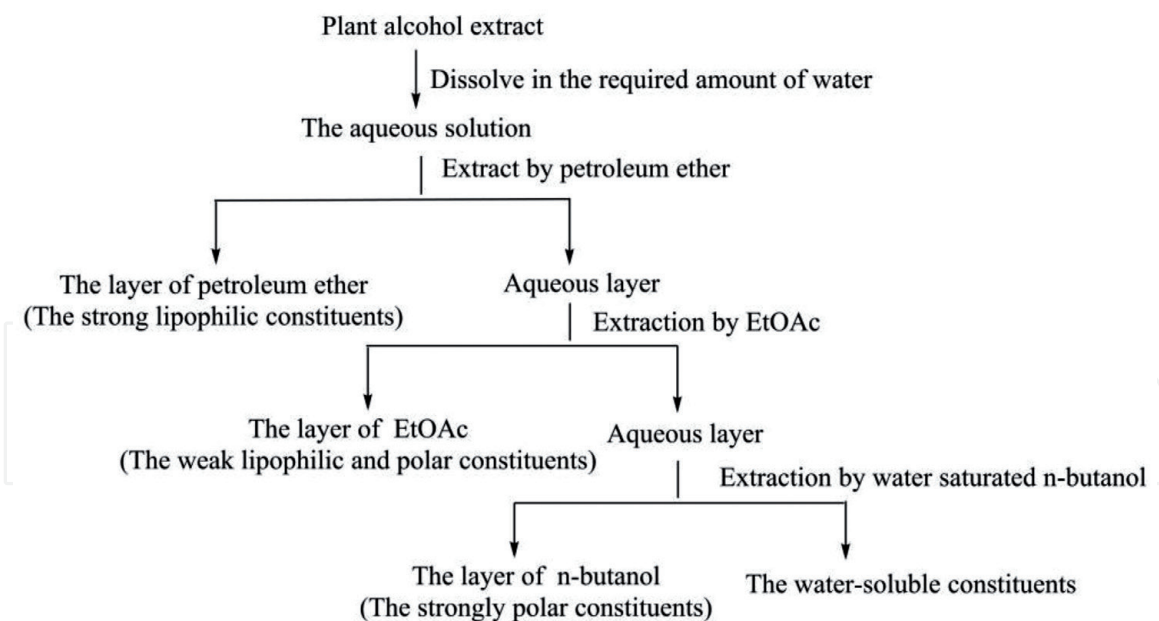 Plant alcohol extract
Dissolve in the required amount of water
The aqueous solution
Extract by petroleum ether
The layer of petroleum ether
(The strong lipophilic constituents)
Aqueous layer
Extraction by EtOAc
The layer of EtOAc
(The weak lipophilic and polar constituents)
Aqueous layer
Extraction by water saturated n-butanol
The layer of n-butanol
(The strongly polar constituents)
The water-soluble constituents